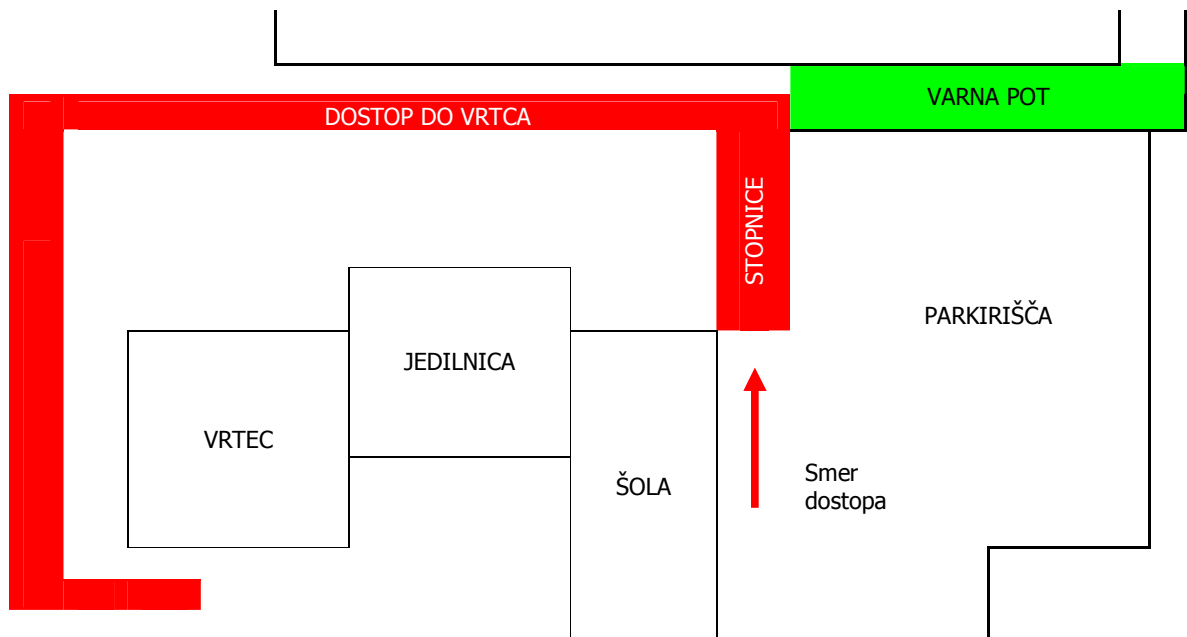 VARNA POT
DOSTOP DO VRTCA
STOPNICE
PARKIRIŠČA
JEDILNICA
VRTEC
ŠOLA
Smer
dostopa